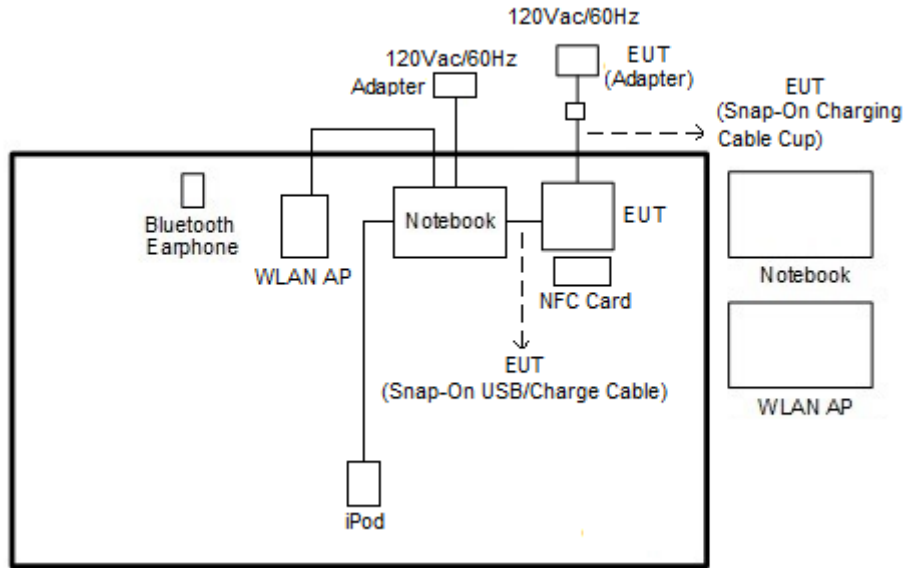 120Vac/60Hz
120Vac/60Hz
Adapter
EUT
(Adapter)
EUT
(Snap-On Charging
Cable Cup)
Bluetooth
Earphone
WLAN AP
Notebook
EUT
NFC Card
Notebook
EUT
(Snap-On USB/Charge Cable)
WLAN AP
iPod